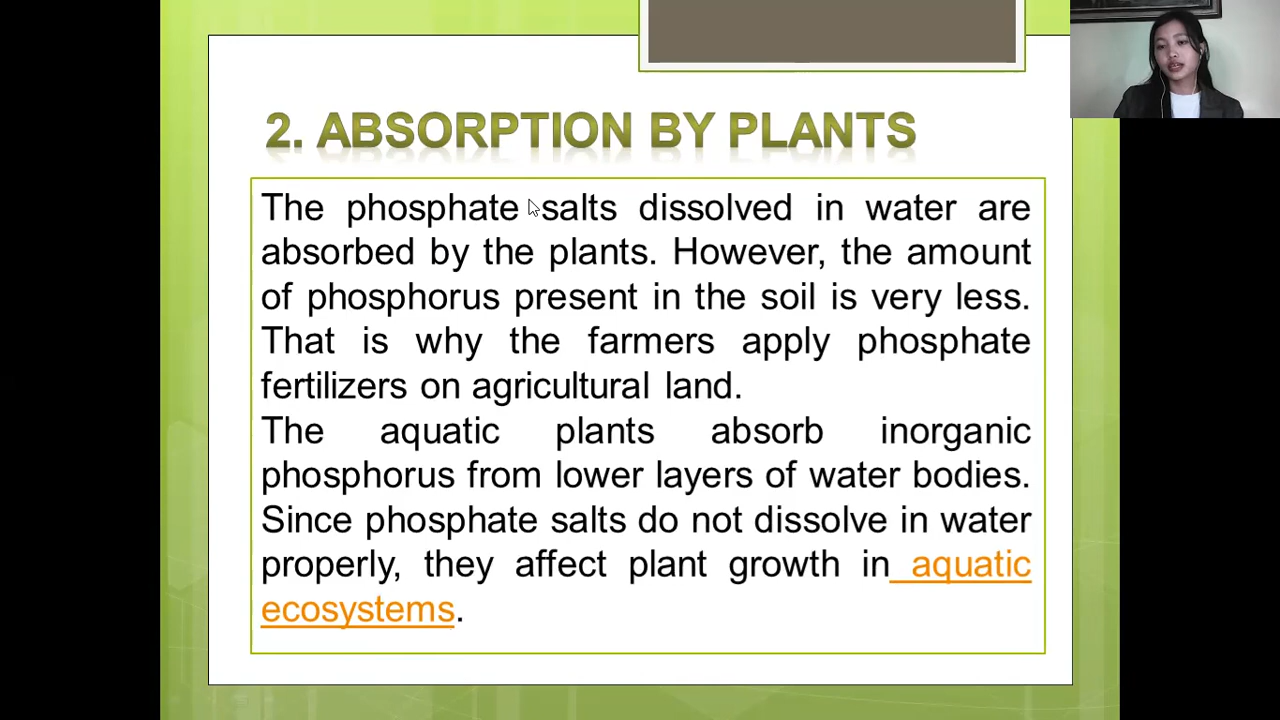 2. ABSORPTION BY PLANTS
The phosphate salts dissolved in water are
absorbed by the plants. However, the amount
of phosphorus present in the soil is very less.
That is why the farmers apply phosphate
fertilizers on agricultural land.
The aquatic plants absorb inorganic
phosphorus from lower layers of water bodies.
Since phosphate salts do not dissolve in water
properly, they affect plant growth in aquatic
ecosystems.